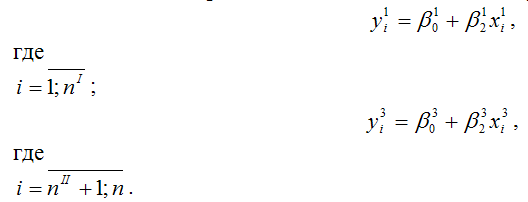 y_i^1 = β_0^1 + β_2^1 x_i^1 ,
где
i = \overline{1; n^I} ;
y_i^3 = β_0^3 + β_2^3 x_i^3 ,
где
i = \overline{n^{II} + 1; n} .